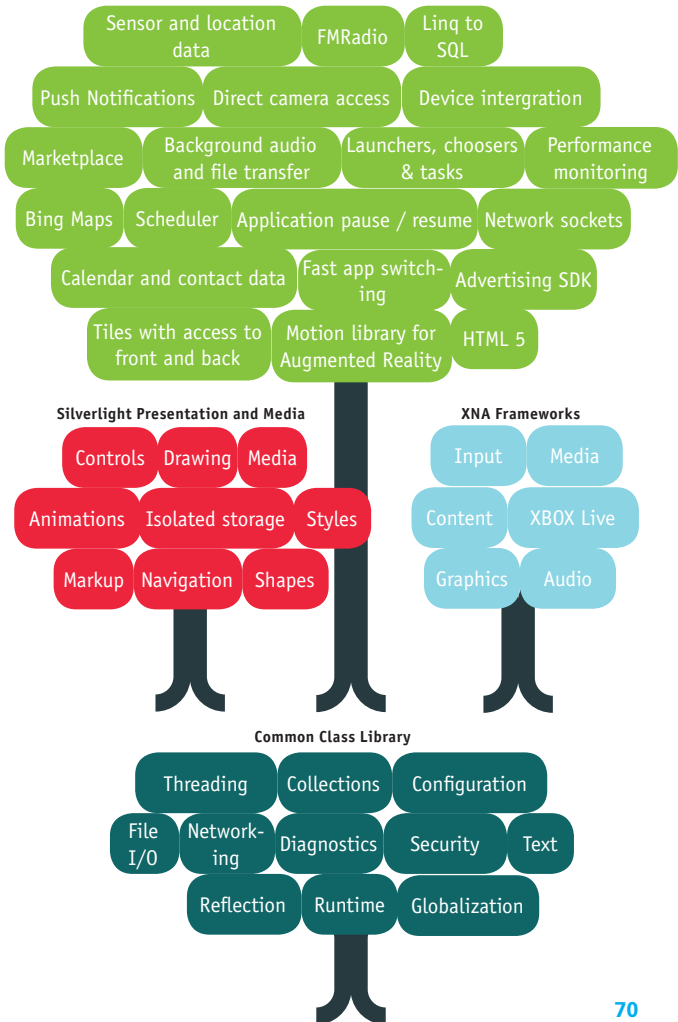 Sensor and location
data
FMRadio
Linq to
SQL
Push Notifications
Direct camera access
Device intergration
Marketplace
Background audio
and file transfer
Launchers, choosers
& tasks
Performance
monitoring
Bing Maps
Scheduler
Application pause / resume
Network sockets
Calendar and contact data
Fast app switch-
ing
Advertising SDK
Tiles with access to
front and back
Motion library for
Augmented Reality
HTML 5
Silverlight Presentation and Media
Controls
Drawing
Media
Animations
Isolated storage
Styles
Markup
Navigation
Shapes
XNA Frameworks
Input
Media
Content
XBOX Live
Graphics
Audio
Common Class Library
Threading
Collections
Configuration
File
I/O
Network-
ing
Diagnostics
Security
Text
Reflection
Runtime
Globalization
70